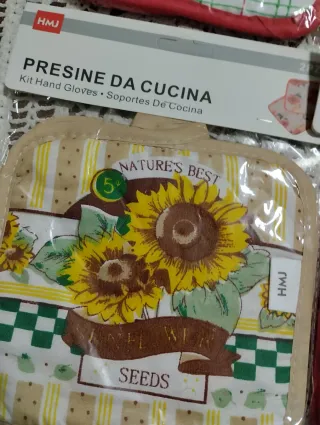 HMJ
PRESINE DA CUCINA
Kit Hand Gloves • Soportes De Cocina
NATURE'S BEST
5
HMJ
SEEDS